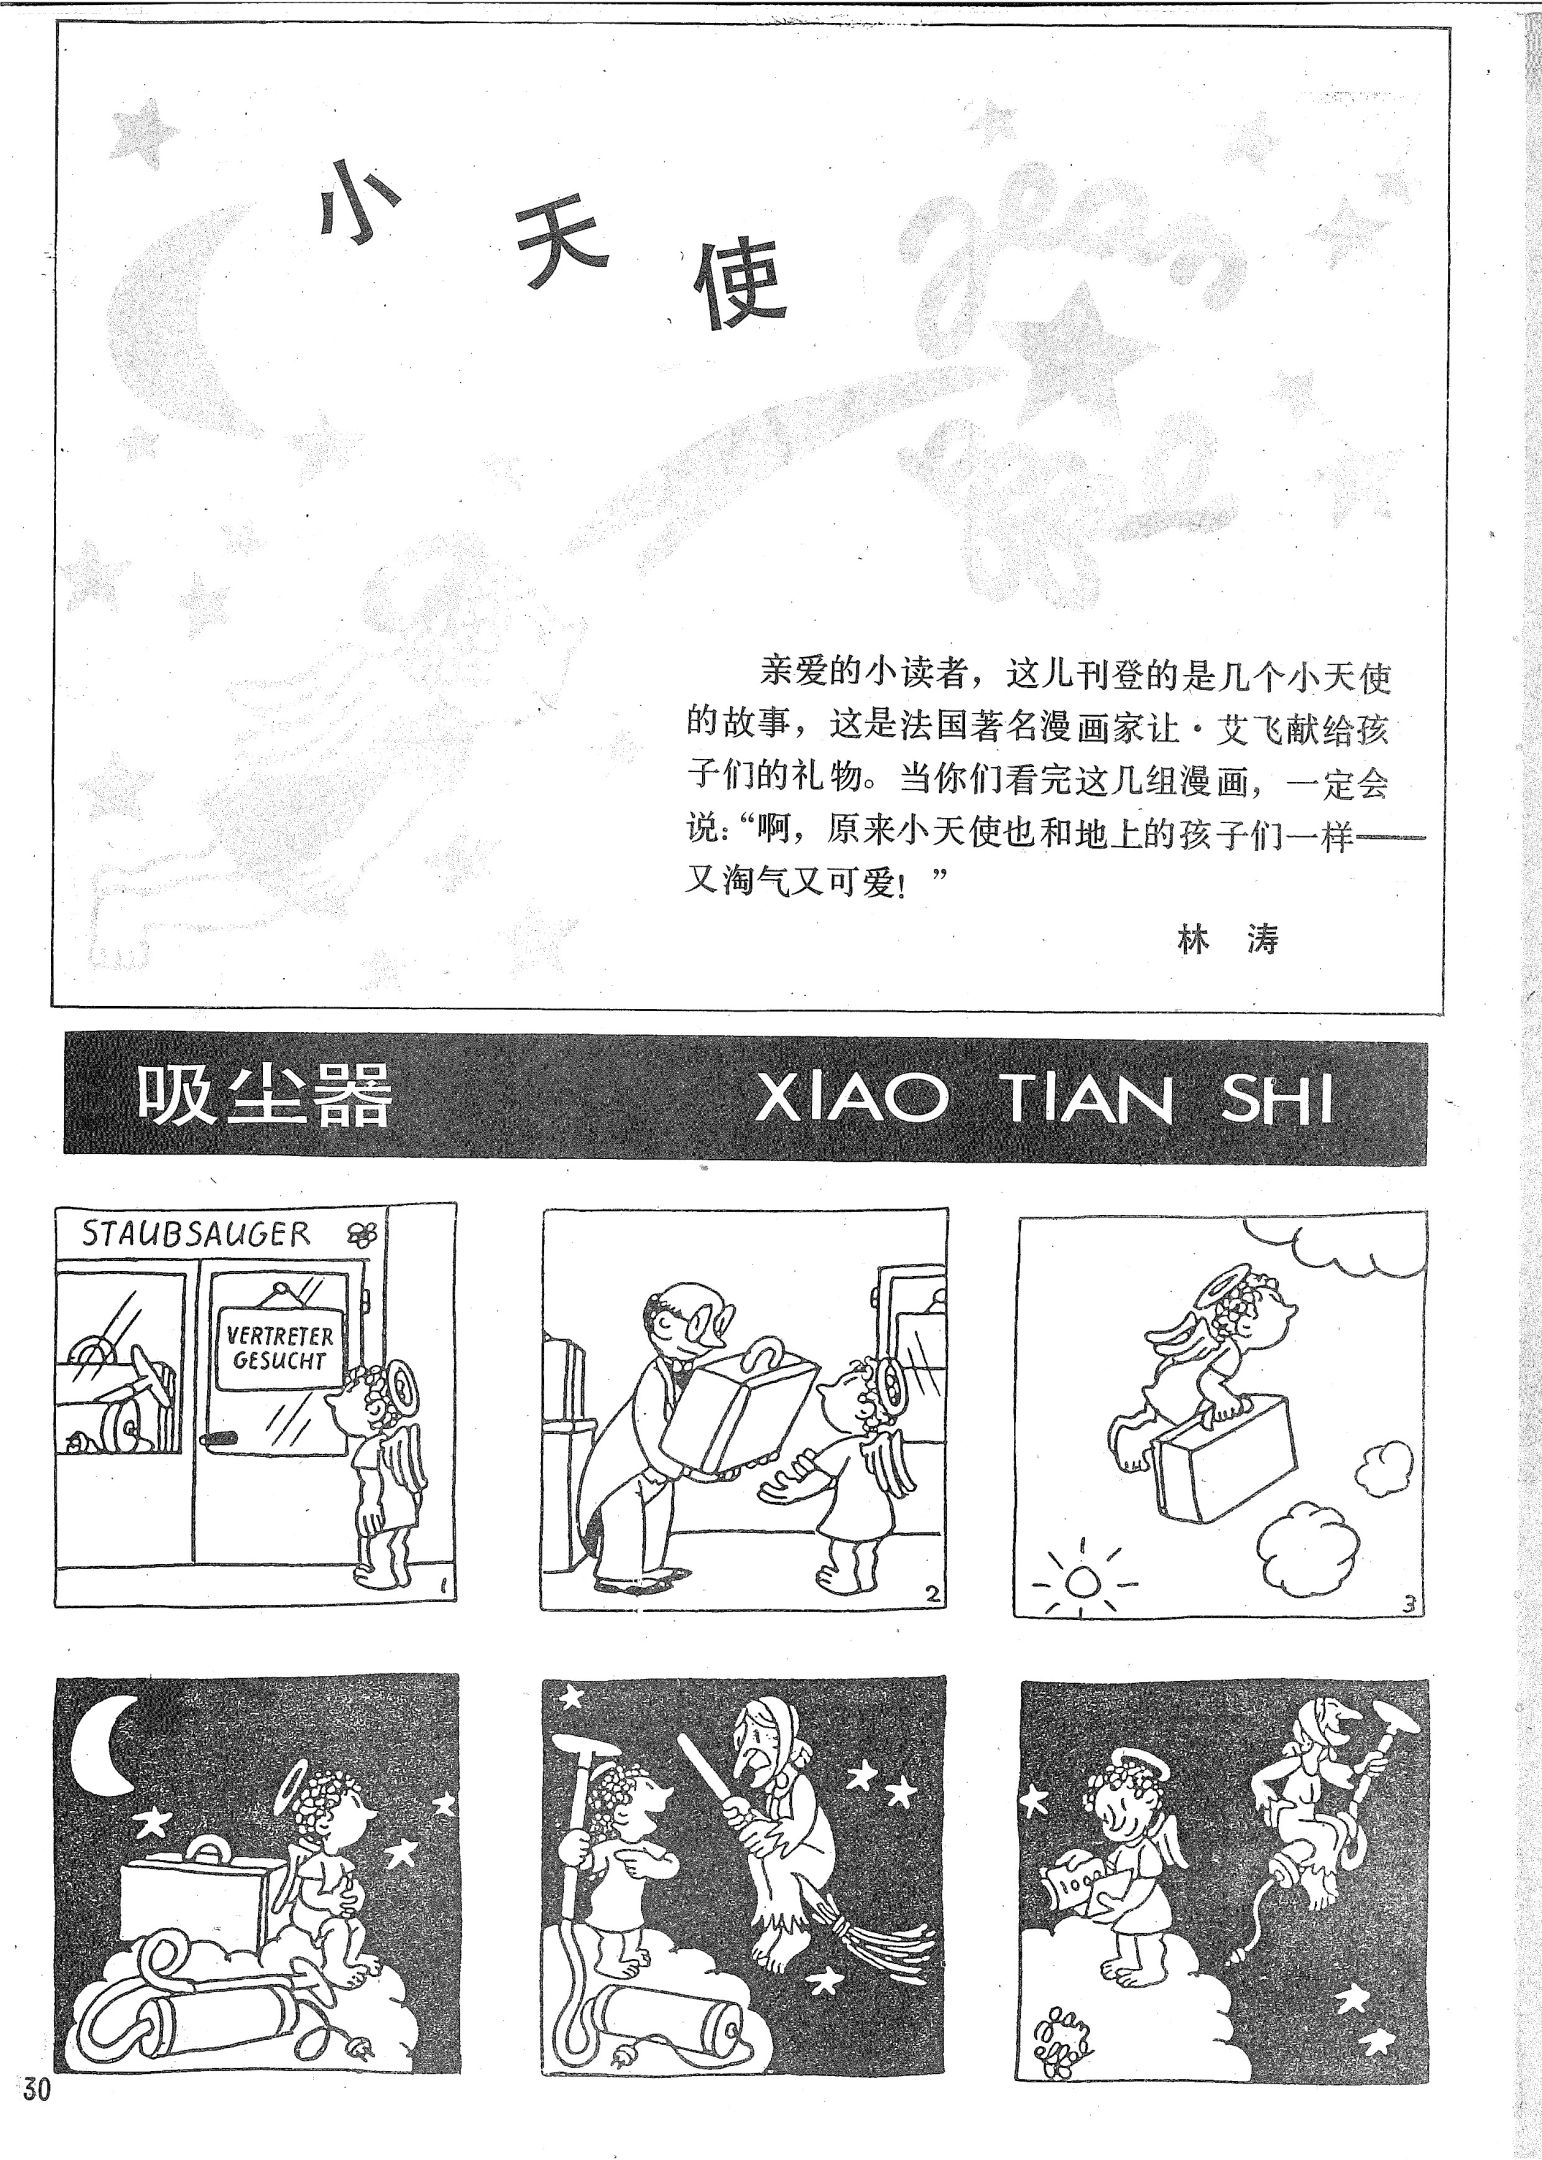 小天使
jean effel
亲爱的小读者，这儿刊登的是几个小天使
的故事，这是法国著名漫画家让·艾飞献给孩
子们的礼物。当你们看完这几组漫画，一定会
说：“啊，原来小天使也和地上的孩子们一样——
又淘气又可爱！”
林 涛
吸尘器 XIAO TIAN SHI
STAUBSAUGER
VERTRETER
GESUCHT
1
2
3
100
jean effel
30